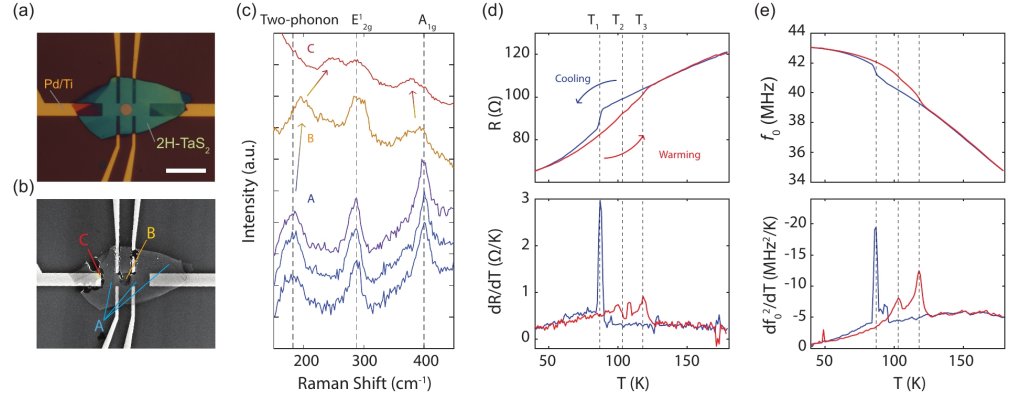 (a)
Pd/Ti
2H-TaS2
(b)
C
B
A
(c)
Two-phonon E¹2g A1g
C
B
A
Intensity (a.u.)
200 300 400
Raman Shift (cm⁻¹)
(d)
T1 T2 T3
120
100
80
R (Ω)
Cooling
Warming
3
2
1
0
dR/dT (Ω/K)
50 100 150
T (K)
(e)
44
42
40
38
36
34
f0 (MHz)
-20
-15
-10
-5
0
df0²/dT (MHz²/K)
50 100 150
T (K)